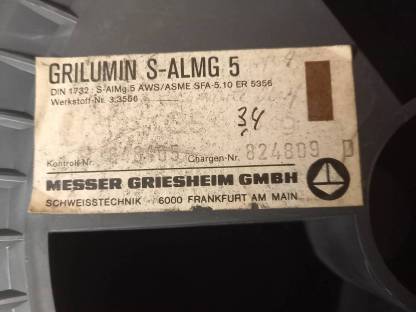 GRILUMIN S-ALMG 5
DIN 1732 : S-AlMg.5 AWS/ASME SFA-5.10 ER 5356
Werkstoff-Nr. 3.3556
34
Kontroll-Nr. Chargen-Nr. 824809 D
MESSER GRIESHEIM GMBH
SCHWEISSTECHNIK · 6000 FRANKFURT AM MAIN